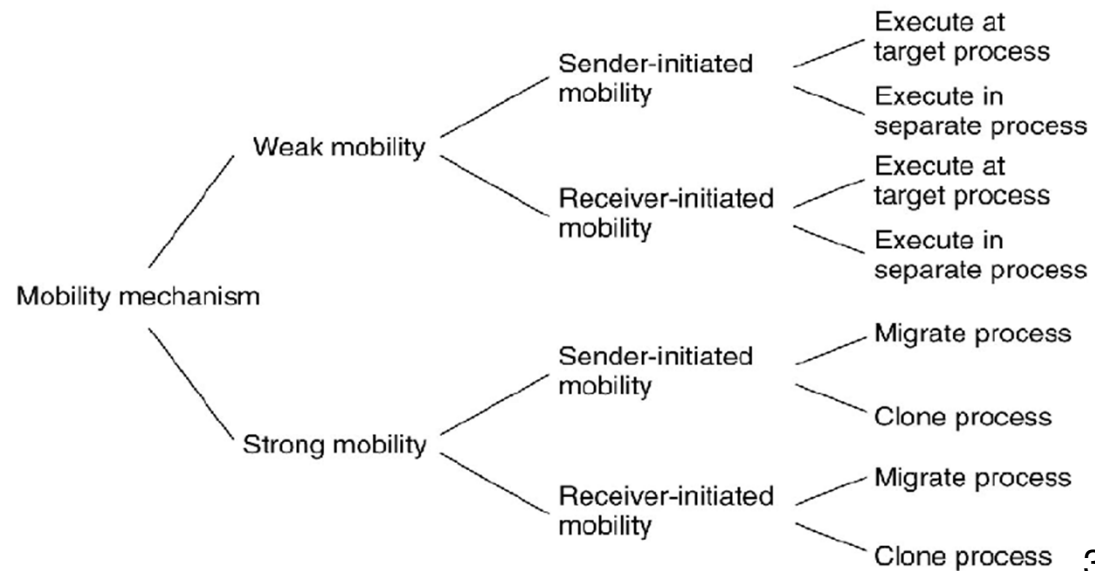 Execute at
target process
Sender-initiated
mobility
Execute in
separate process
Weak mobility
Execute at
target process
Receiver-initiated
mobility
Execute in
separate process
Mobility mechanism
Migrate process
Sender-initiated
mobility
Clone process
Strong mobility
Migrate process
Receiver-initiated
mobility
Clone process